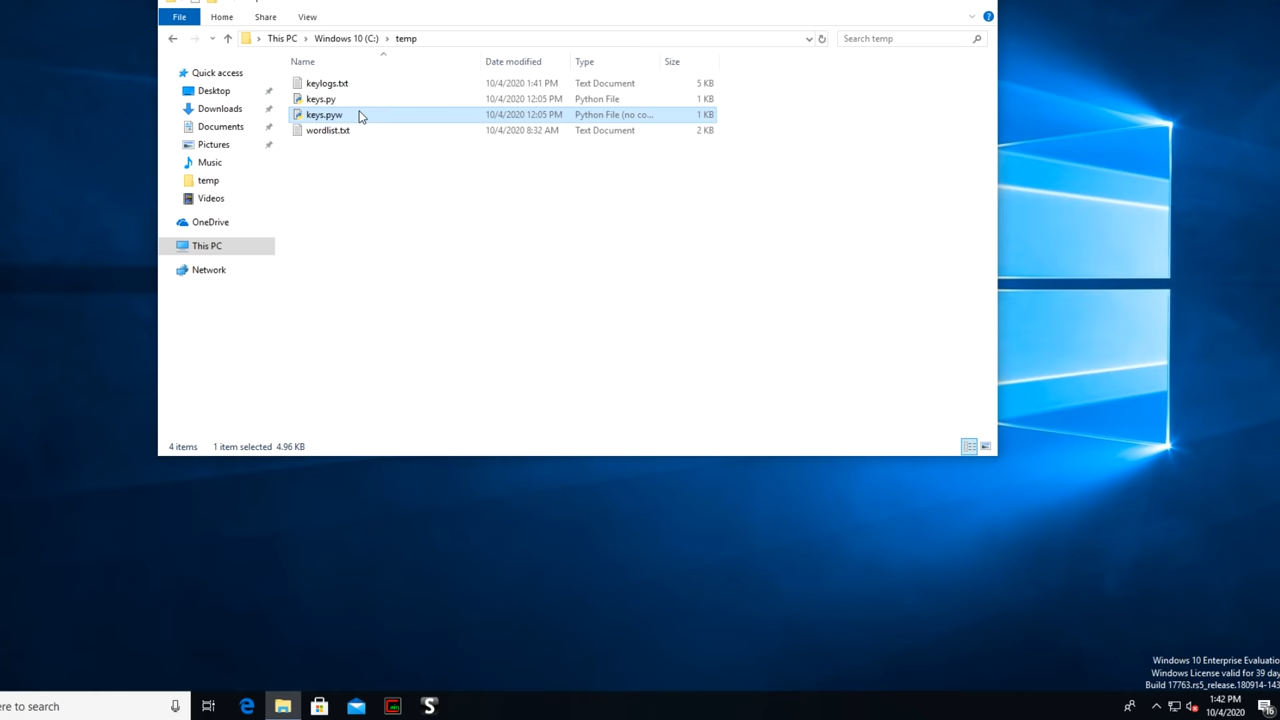 File Home Share View
This PC Windows 10 (C:) temp Search temp
Name Date modified Type Size
Quick access
Desktop
Downloads
Documents
Pictures
Music
temp
Videos
OneDrive
This PC
Network
keylogs.txt 10/4/2020 1:41 PM Text Document 5 KB
keys.py 10/4/2020 12:05 PM Python File 1 KB
keys.pyw 10/4/2020 12:05 PM Python File (no co... 1 KB
wordlist.txt 10/4/2020 8:32 AM Text Document 2 KB
4 items 1 item selected 4.96 KB
Windows 10 Enterprise Evaluatio
Windows License valid for 39 day
Build 17763.rs5_release.180914-143
ere to search
1:42 PM
10/4/2020